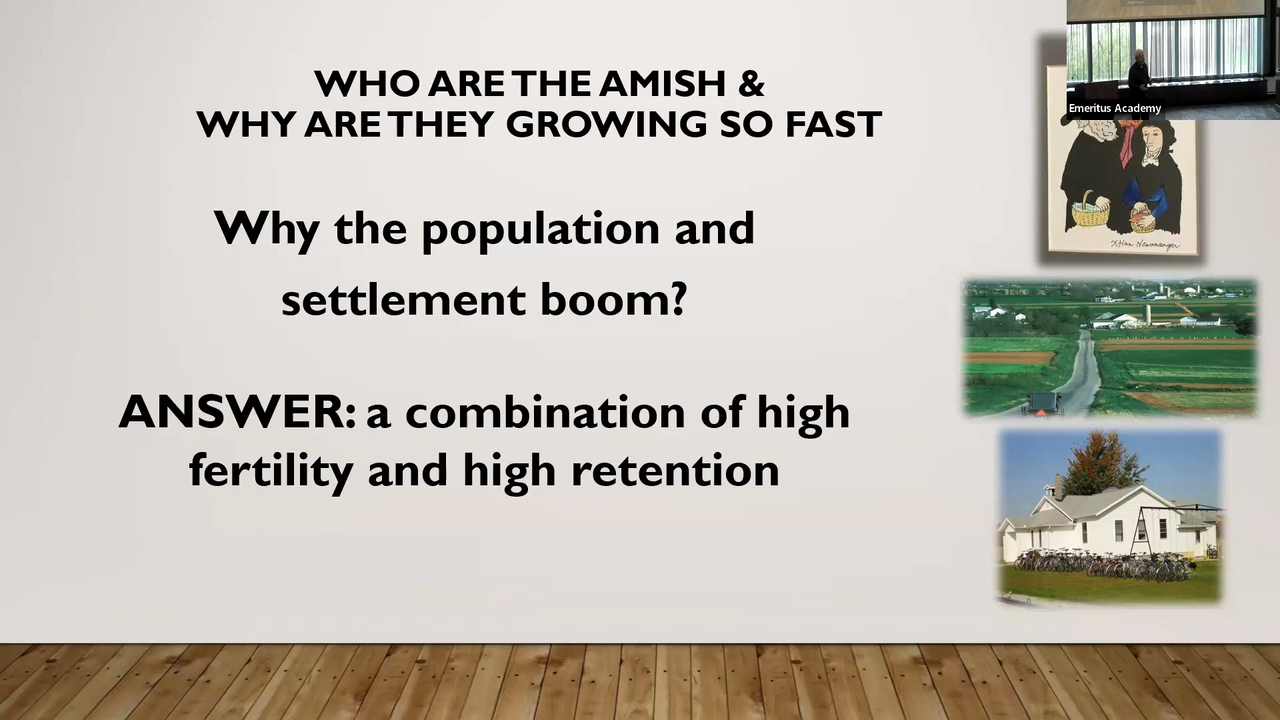 WHO ARE THE AMISH &
WHY ARE THEY GROWING SO FAST
Why the population and
settlement boom?
ANSWER: a combination of high
fertility and high retention
Emeritus Academy